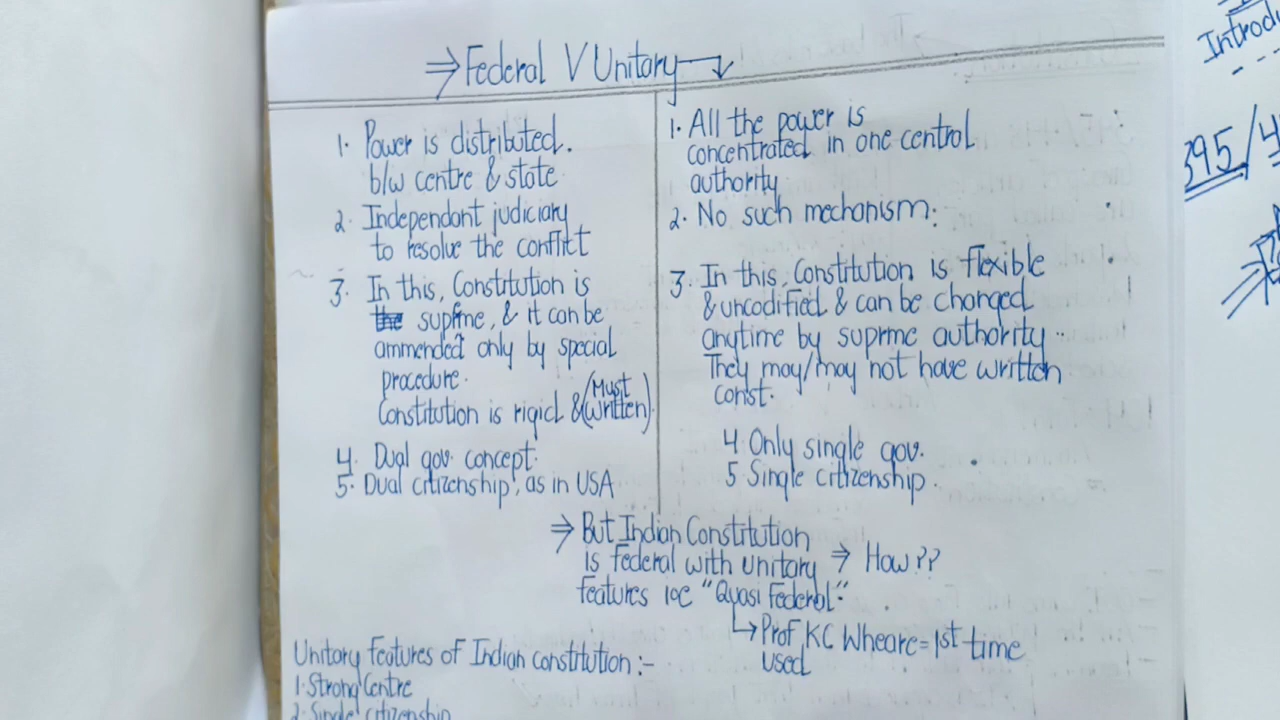 ⇒ Federal V Unitary
1. Power is distributed.
b/w centre & state
2. Independant judiciary
to resolve the conflict
3. In this, Constitution is
supreme, & it can be
ammended only by special
procedure.
Constitution is rigid & (Must written)
4. Dual gov. concept.
5. Dual citizenship, as in USA
1. All the power is
concentrated in one central
authority
2. No such mechanism.
3. In this, Constitution is flexible
& uncodified & can be changed
anytime by suprme authority
They may/may not have written
const.
4 Only single gov.
5 Single citizenship.
⇒ But Indian Constitution
is federal with unitary ⇒ How??
features "Quasi Federal".
↳ Prof KC Wheare = 1st time
used
Unitary features of Indian constitution :-
1. Strong Centre
2. Single citizenship
Introdu
395/4